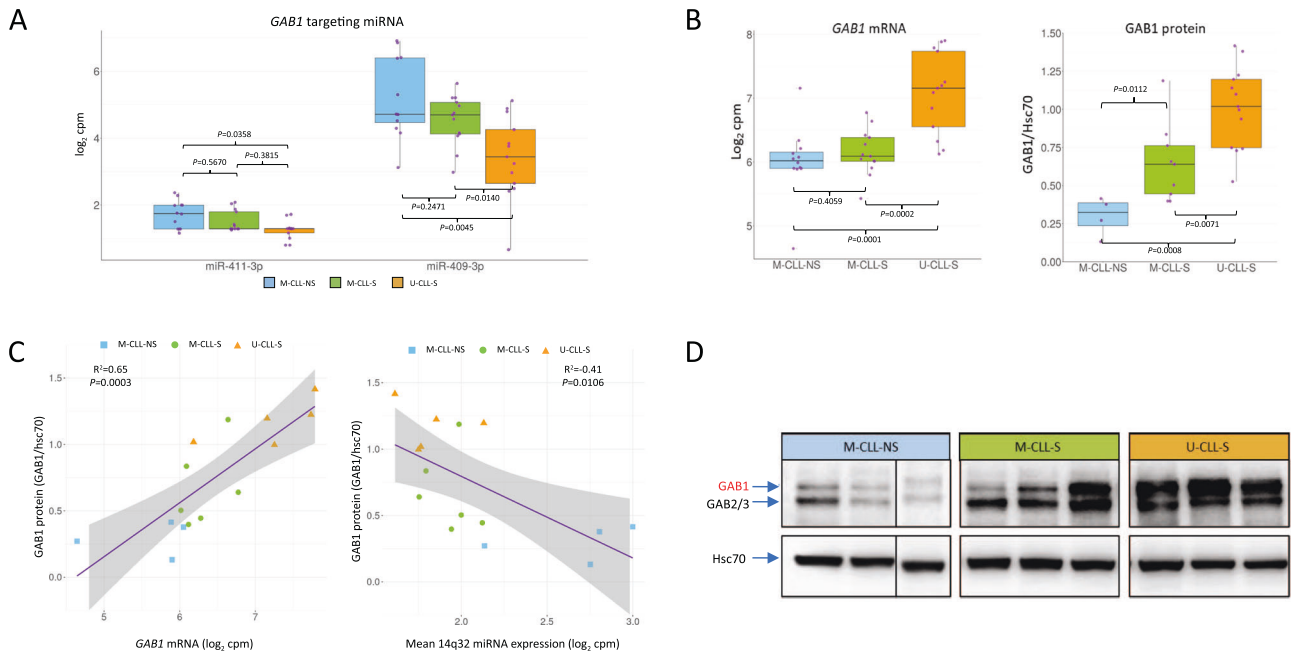 A
GAB1 targeting miRNA
log2 cpm
6
4
2
P=0.0358
P=0.5670
P=0.3815
P=0.2471
P=0.0140
P=0.0045
miR-411-3p
miR-409-3p
M-CLL-NS
M-CLL-S
U-CLL-S
B
GAB1 mRNA
Log2 cpm
8
7
6
5
P=0.4059
P=0.0002
P=0.0001
M-CLL-NS
M-CLL-S
U-CLL-S
GAB1 protein
GAB1/Hsc70
1.50
1.25
1.00
0.75
0.50
0.25
0.00
P=0.0112
P=0.0071
P=0.0008
M-CLL-NS
M-CLL-S
U-CLL-S
C
M-CLL-NS
M-CLL-S
U-CLL-S
R2=0.65
P=0.0003
GAB1 protein (GAB1/hsc70)
1.5
1.0
0.5
0.0
5
6
7
GAB1 mRNA (log2 cpm)
M-CLL-NS
M-CLL-S
U-CLL-S
R2=-0.41
P=0.0106
GAB1 protein (GAB1/hsc70)
1.5
1.0
0.5
0.0
2.0
2.5
3.0
Mean 14q32 miRNA expression (log2 cpm)
D
M-CLL-NS
M-CLL-S
U-CLL-S
GAB1
GAB2/3
Hsc70